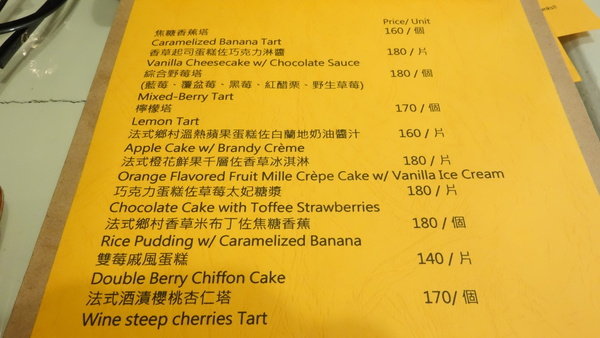 Price/ Unit
焦糖香蕉塔 160 / 個
Caramelized Banana Tart
香草起司蛋糕佐巧克力淋醬 180 / 片
Vanilla Cheesecake w/ Chocolate Sauce
綜合野莓塔 180 / 個
(藍莓、覆盆莓、黑莓、紅醋栗、野生草莓)
Mixed-Berry Tart
檸檬塔 170 / 個
Lemon Tart
法式鄉村溫熱蘋果蛋糕佐白蘭地奶油醬汁 160 / 片
Apple Cake w/ Brandy Crème
法式橙花鮮果千層佐香草冰淇淋 180 / 片
Orange Flavored Fruit Mille Crèpe Cake w/ Vanilla Ice Cream
巧克力蛋糕佐草莓太妃糖漿 180 / 片
Chocolate Cake with Toffee Strawberries
法式鄉村香草米布丁佐焦糖香蕉 180 / 個
Rice Pudding w/ Caramelized Banana
雙莓戚風蛋糕 140 / 片
Double Berry Chiffon Cake
法式酒漬櫻桃杏仁塔 170/ 個
Wine steep cherries Tart